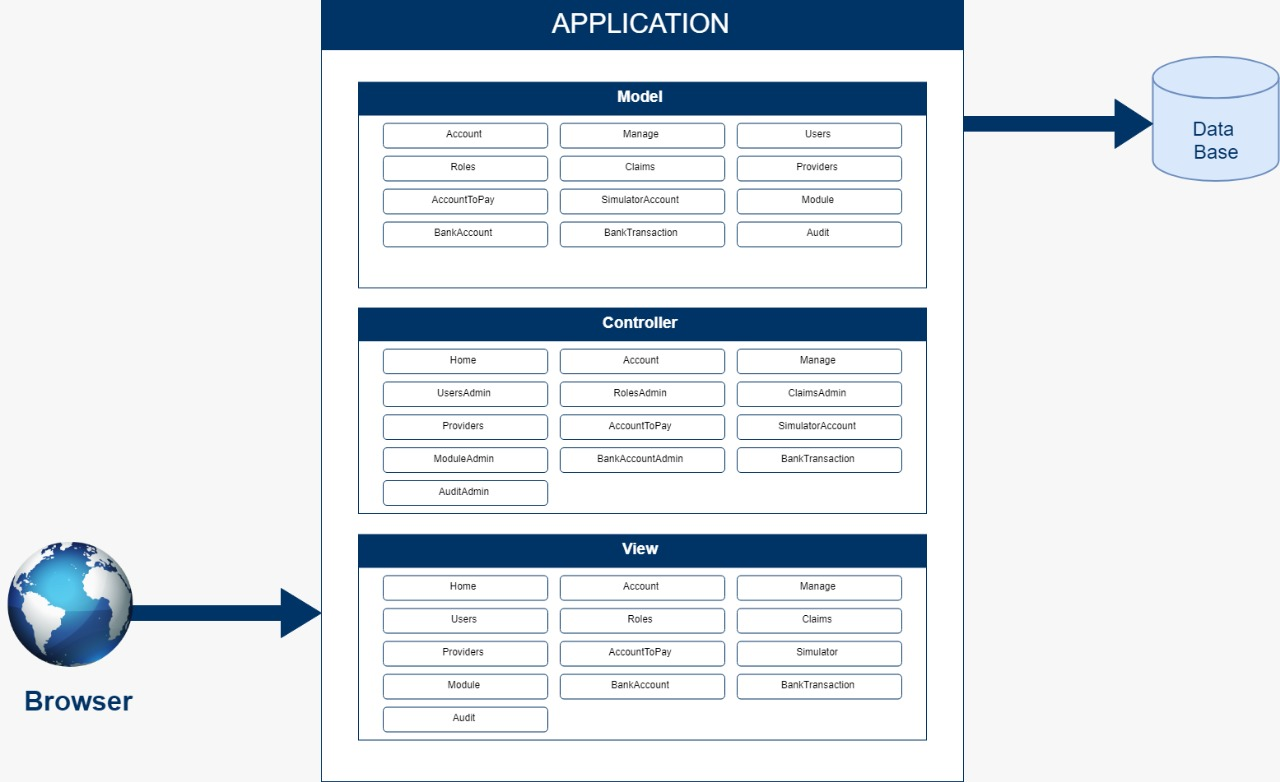 APPLICATION
Model
Account
Manage
Users
Roles
Claims
Providers
AccountToPay
SimulatorAccount
Module
BankAccount
BankTransaction
Audit
Controller
Home
Account
Manage
UsersAdmin
RolesAdmin
ClaimsAdmin
Providers
AccountToPay
SimulatorAccount
ModuleAdmin
BankAccountAdmin
BankTransaction
AuditAdmin
View
Home
Account
Manage
Users
Roles
Claims
Providers
AccountToPay
Simulator
Module
BankAccount
BankTransaction
Audit
Browser
Data
Base